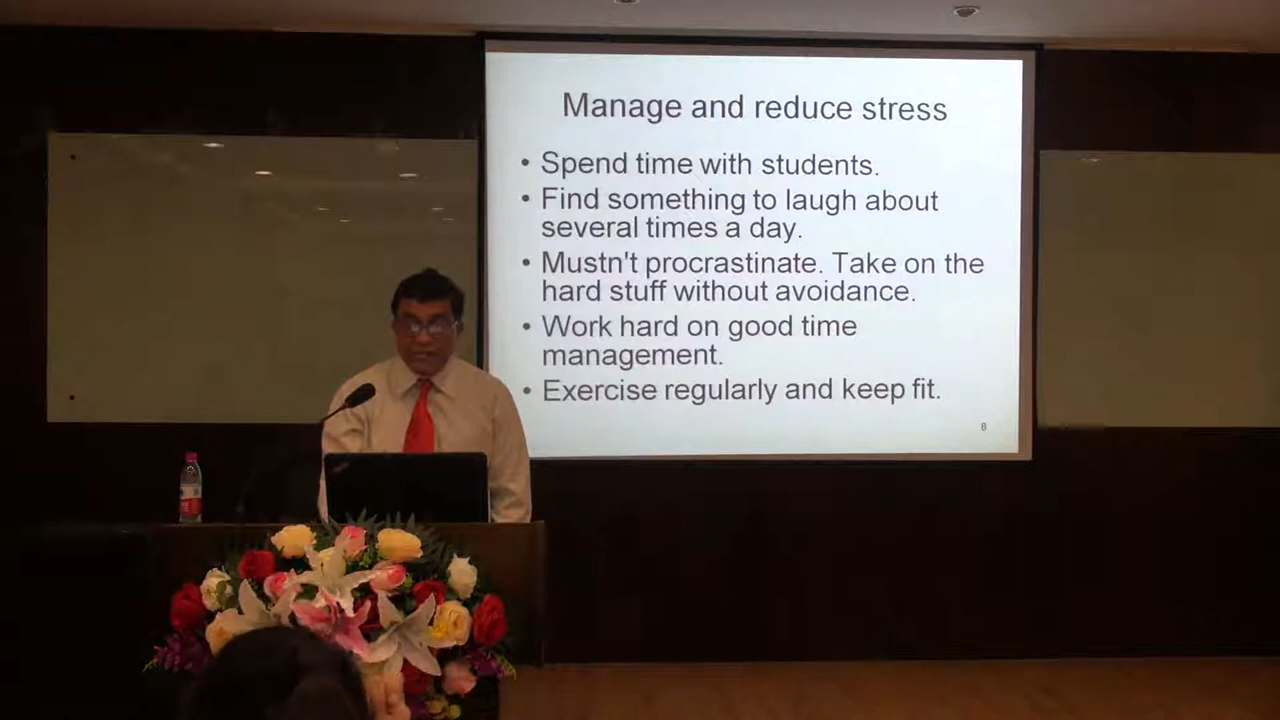 Manage and reduce stress
• Spend time with students.
• Find something to laugh about
several times a day.
• Mustn't procrastinate. Take on the
hard stuff without avoidance.
• Work hard on good time
management.
• Exercise regularly and keep fit.
8